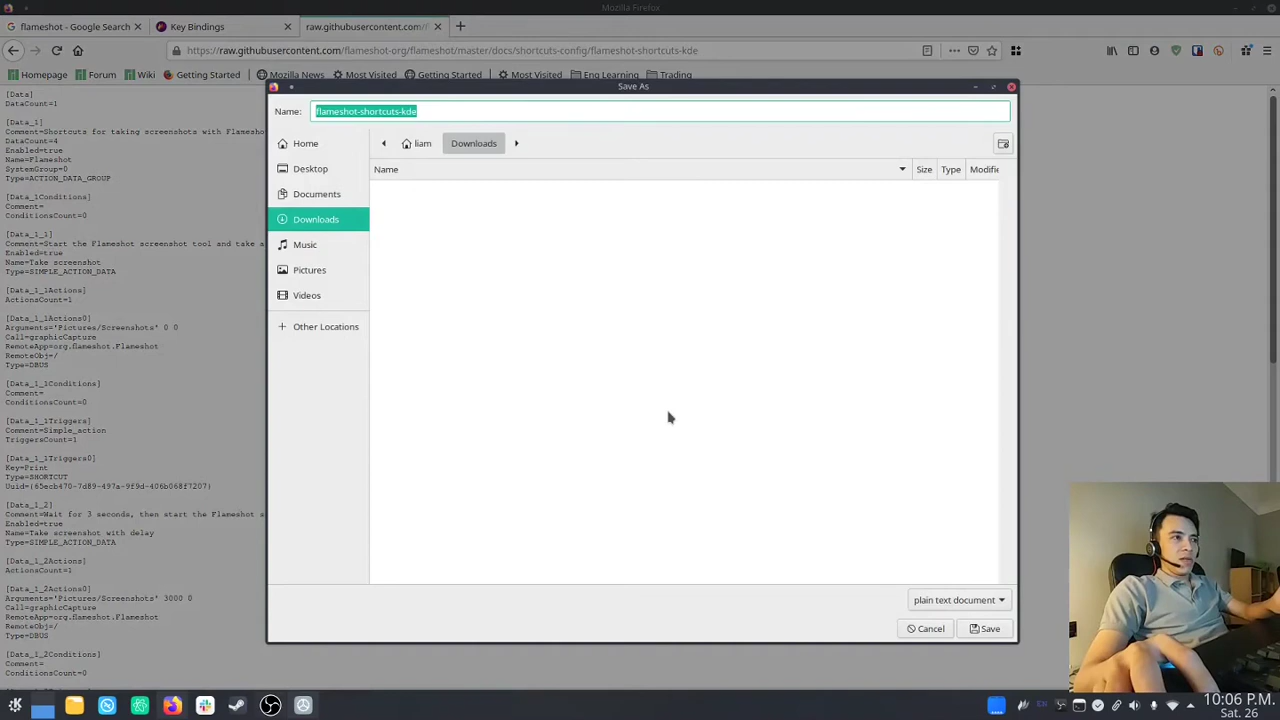 Mozilla Firefox
flameshot - Google Search
Key Bindings
raw.githubusercontent.com/fl
https://raw.githubusercontent.com/flameshot-org/flameshot/master/docs/shortcuts-config/flameshot-shortcuts-kde
Homepage
Forum
Wiki
Getting Started
Mozilla News
Most Visited
Getting Started
Most Visited
Eng Learning
Trading
[Data]
DataCount=1
[Data_1]
Comment=Shortcuts for taking screenshots with Flamesh
DataCount=4
Enabled=true
Name=Flameshot
SystemGroup=0
Type=ACTION_DATA_GROUP
[Data_1Conditions]
Comment=
ConditionsCount=0
[Data_1_1]
Comment=Start the Flameshot screenshot tool and take a
Enabled=true
Name=Take screenshot
Type=SIMPLE_ACTION_DATA
[Data_1_1Actions]
ActionsCount=1
[Data_1_1Actions0]
Arguments='Pictures/Screenshots' 0 0
Call=graphicCapture
RemoteApp=org.flameshot.Flameshot
RemoteObj=/
Type=DBUS
[Data_1_1Conditions]
Comment=
ConditionsCount=0
[Data_1_1Triggers]
Comment=Simple_action
TriggersCount=1
[Data_1_1Triggers0]
Key=Print
Type=SHORTCUT
Uuid={65ecb470-7d89-497a-9f9d-406b068f7207}
[Data_1_2]
Comment=Wait for 3 seconds, then start the Flameshot s
Enabled=true
Name=Take screenshot with delay
Type=SIMPLE_ACTION_DATA
[Data_1_2Actions]
ActionsCount=1
[Data_1_2Actions0]
Arguments='Pictures/Screenshots' 3000 0
Call=graphicCapture
RemoteApp=org.flameshot.Flameshot
RemoteObj=/
Type=DBUS
[Data_1_2Conditions]
Comment=
ConditionsCount=0
Save As
Name:
flameshot-shortcuts-kde
Home
Desktop
Documents
Downloads
Music
Pictures
Videos
Other Locations
liam
Downloads
Name
Size
Type
Modifie
plain text document
Cancel
Save
EN
10:06 P.M.
Sat. 26